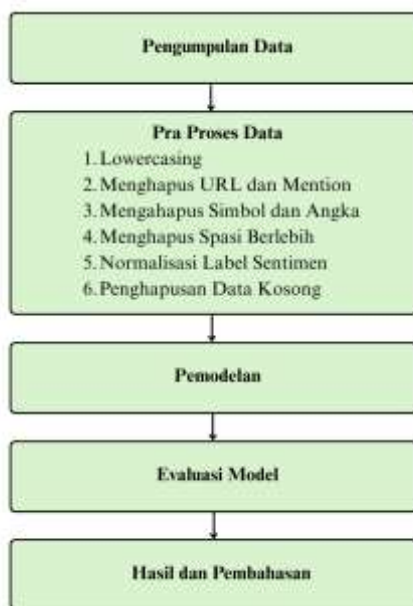 Pengumpulan Data
Pra Proses Data
1. Lowercasing
2. Menghapus URL dan Mention
3. Mengahapus Simbol dan Angka
4. Menghapus Spasi Berlebih
5. Normalisasi Label Sentimen
6. Penghapusan Data Kosong
Pemodelan
Evaluasi Model
Hasil dan Pembahasan